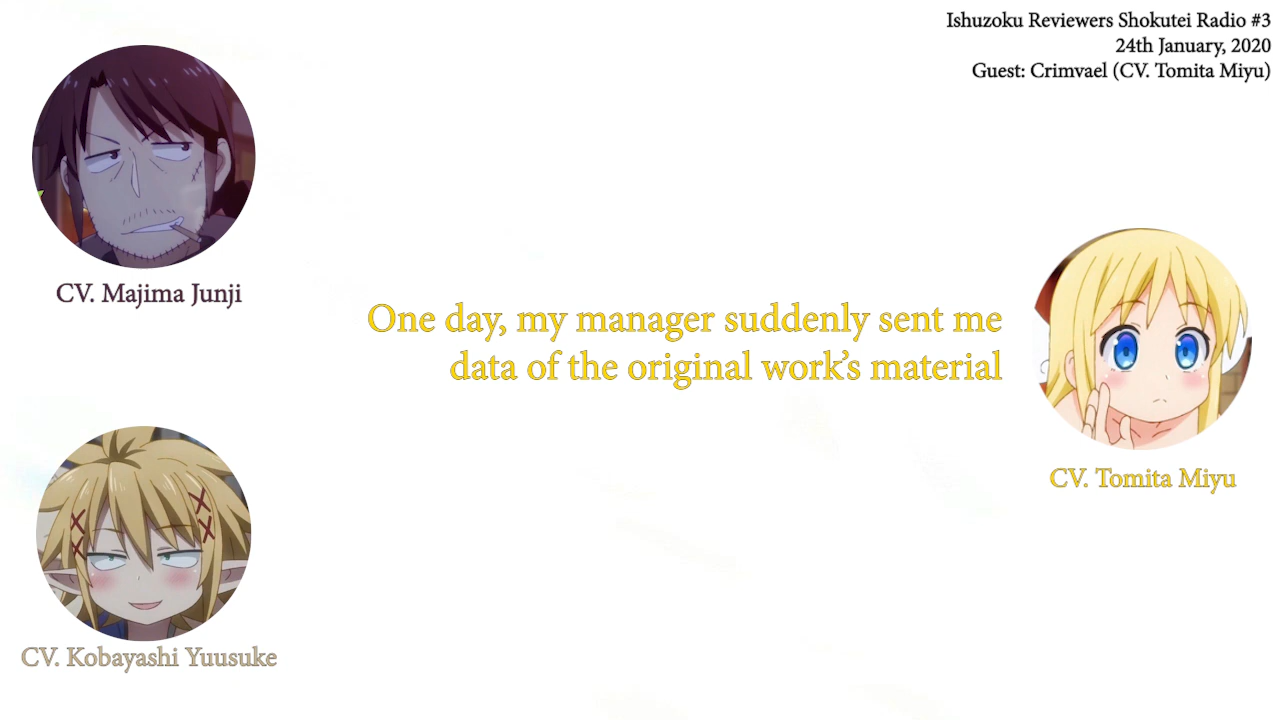 Ishuzoku Reviewers Shokutei Radio #3
24th January, 2020
Guest: Crimvael (CV. Tomita Miyu)
CV. Majima Junji
One day, my manager suddenly sent me
data of the original work’s material
CV. Tomita Miyu
CV. Kobayashi Yuusuke